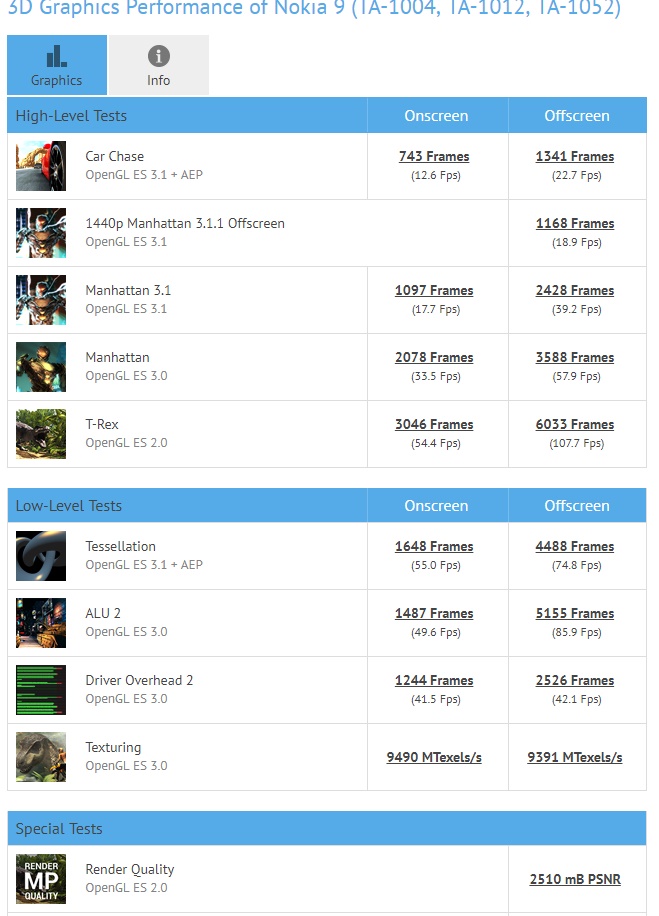 3D Graphics Performance of Nokia 9 (TA-1004, TA-1012, TA-1052)
Graphics
Info
High-Level Tests Onscreen Offscreen
Car Chase 743 Frames 1341 Frames
OpenGL ES 3.1 + AEP (12.6 Fps) (22.7 Fps)
1440p Manhattan 3.1.1 Offscreen 1168 Frames
OpenGL ES 3.1 (18.9 Fps)
Manhattan 3.1 1097 Frames 2428 Frames
OpenGL ES 3.1 (17.7 Fps) (39.2 Fps)
Manhattan 2078 Frames 3588 Frames
OpenGL ES 3.0 (33.5 Fps) (57.9 Fps)
T-Rex 3046 Frames 6033 Frames
OpenGL ES 2.0 (54.4 Fps) (107.7 Fps)
Low-Level Tests Onscreen Offscreen
Tessellation 1648 Frames 4488 Frames
OpenGL ES 3.1 + AEP (55.0 Fps) (74.8 Fps)
ALU 2 1487 Frames 5155 Frames
OpenGL ES 3.0 (49.6 Fps) (85.9 Fps)
Driver Overhead 2 1244 Frames 2526 Frames
OpenGL ES 3.0 (41.5 Fps) (42.1 Fps)
Texturing 9490 MTexels/s 9391 MTexels/s
OpenGL ES 3.0
Special Tests
RENDER
MP
QUALITY
Render Quality 2510 mB PSNR
OpenGL ES 2.0